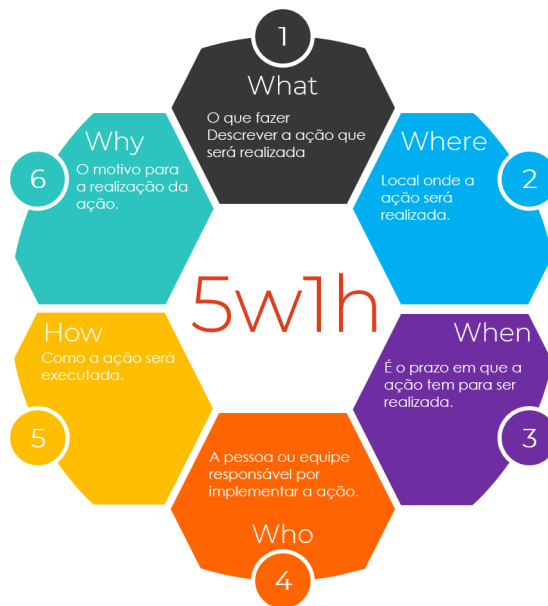 1
What
O que fazer
Descrever a ação que
será realizada
Where
2
Local onde a
ação será
realizada.
When
É o prazo em que a
ação tem para ser
realizada.
3
A pessoa ou equipe
responsável por
implementar a ação.
Who
4
How
Como a ação será
executada.
5
Why
6
O motivo para
a realização da
ação.
5w1h